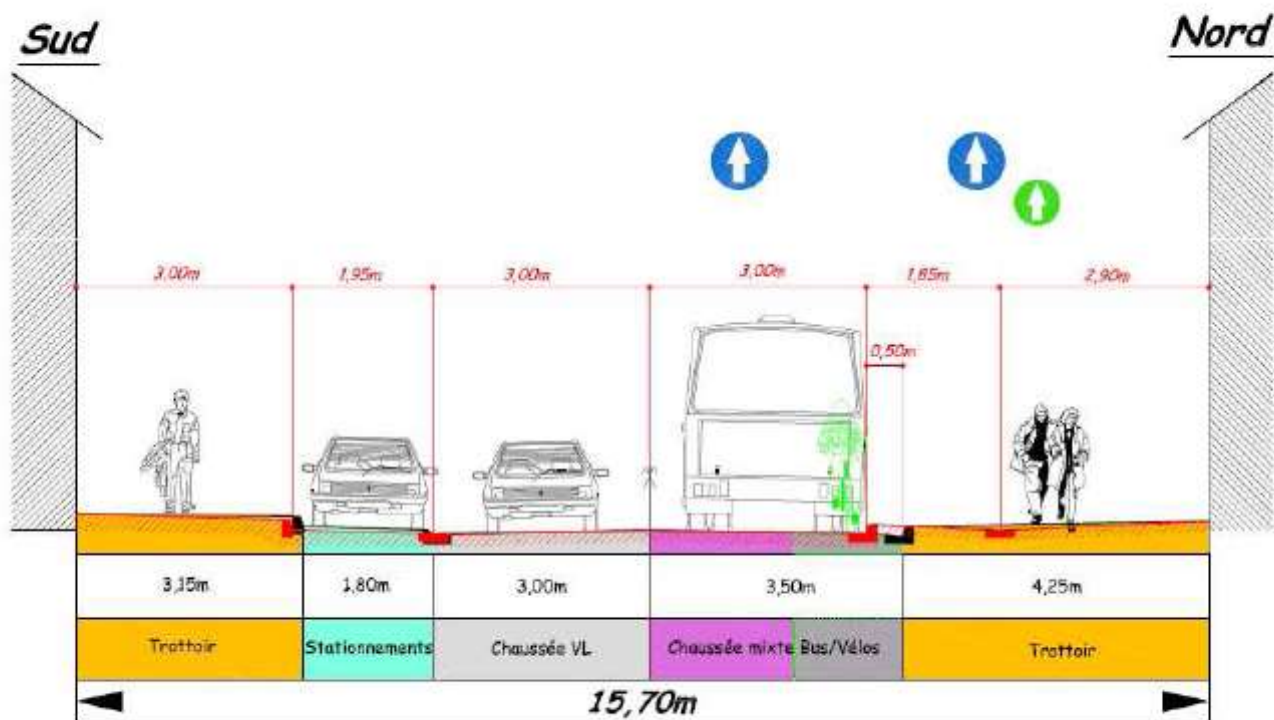 Sud
Nord
3,00m
1,95m
3,00m
3,00m
1,85m
2,90m
0,50m
3,15m
1,80m
3,00m
3,50m
4,25m
Trottoir
Stationnements
Chaussée VL
Chaussée mixte Bus/Vélos
Trottoir
15,70m